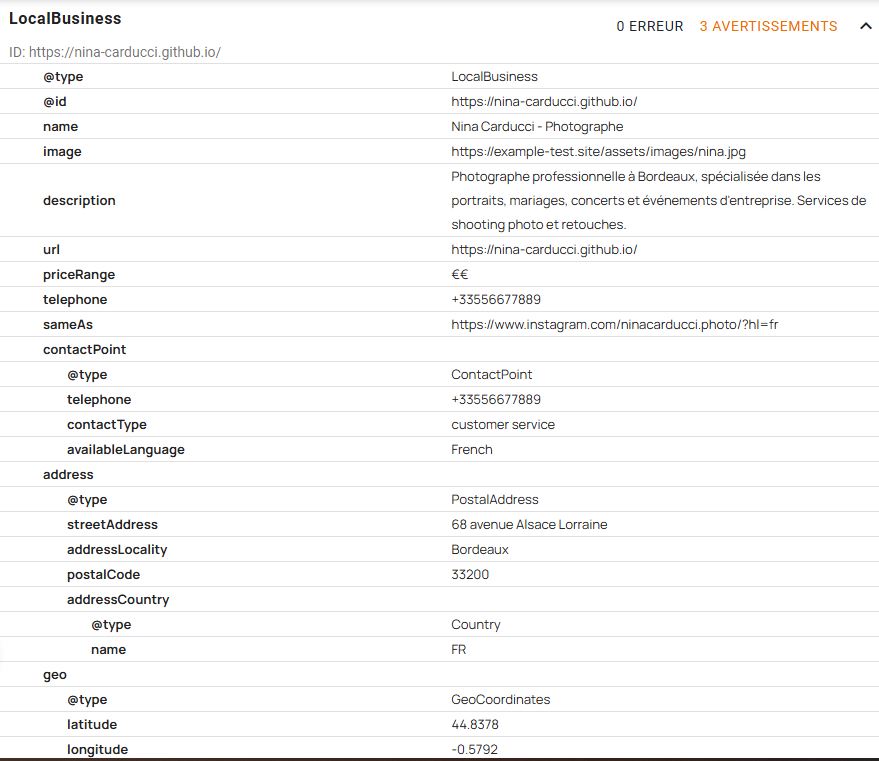 LocalBusiness
0 ERREUR 3 AVERTISSEMENTS
ID: https://nina-carducci.github.io/
@type LocalBusiness
@id https://nina-carducci.github.io/
name Nina Carducci - Photographe
image https://example-test.site/assets/images/nina.jpg
description Photographe professionnelle à Bordeaux, spécialisée dans les
portraits, mariages, concerts et événements d'entreprise. Services de
shooting photo et retouches.
url https://nina-carducci.github.io/
priceRange €€
telephone +33556677889
sameAs https://www.instagram.com/ninacarducci.photo/?hl=fr
contactPoint
@type ContactPoint
telephone +33556677889
contactType customer service
availableLanguage French
address
@type PostalAddress
streetAddress 68 avenue Alsace Lorraine
addressLocality Bordeaux
postalCode 33200
addressCountry
@type Country
name FR
geo
@type GeoCoordinates
latitude 44.8378
longitude -0.5792